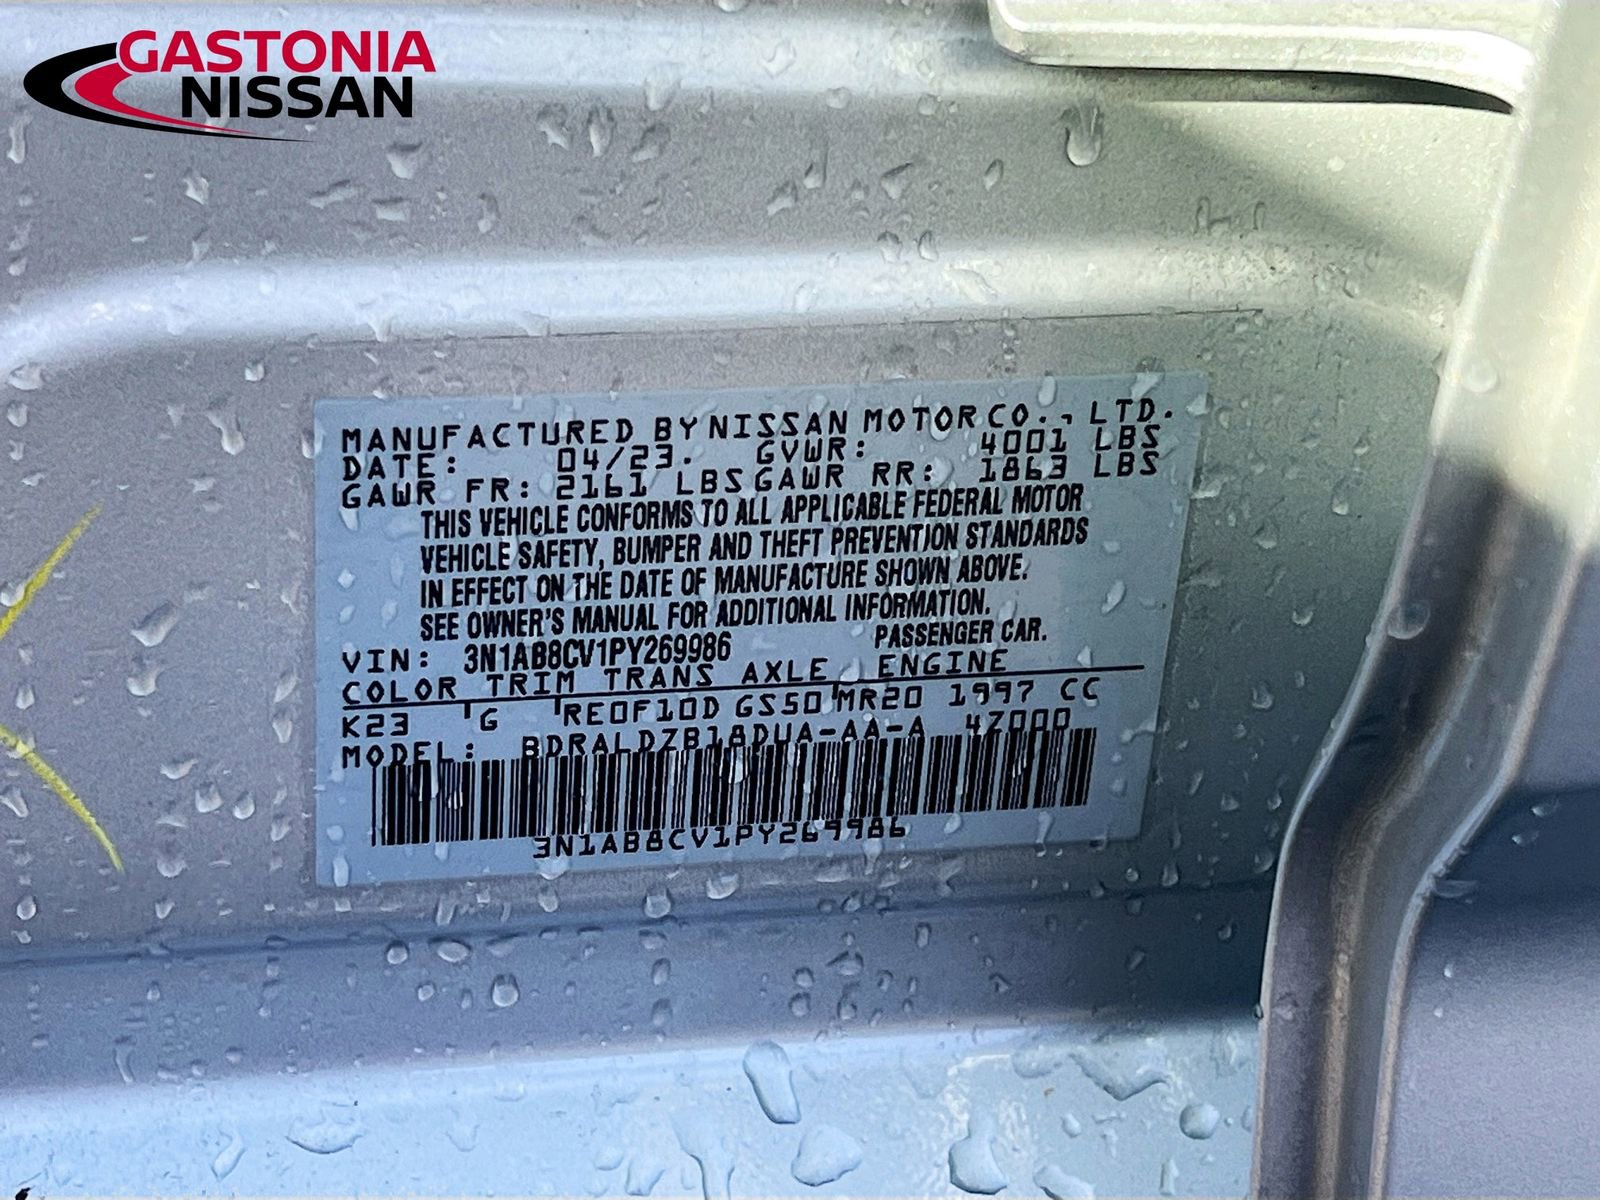 GASTONIA
NISSAN
MANUFACTURED BY NISSAN MOTOR CO., LTD.
DATE: 04/23. GVWR: 4001 LBS
GAWR FR: 2161 LBS GAWR RR: 1863 LBS
THIS VEHICLE CONFORMS TO ALL APPLICABLE FEDERAL MOTOR
VEHICLE SAFETY, BUMPER AND THEFT PREVENTION STANDARDS
IN EFFECT ON THE DATE OF MANUFACTURE SHOWN ABOVE.
SEE OWNER'S MANUAL FOR ADDITIONAL INFORMATION.
PASSENGER CAR.
VIN: 3N1AB8CV1PY269986
COLOR TRIM TRANS AXLE ENGINE
K23 G RE0F10D GS50 MR20 1997 CC
MODEL: BDRALDZB18DUA-AA-A 4Z000
3N1AB8CV1PY269986